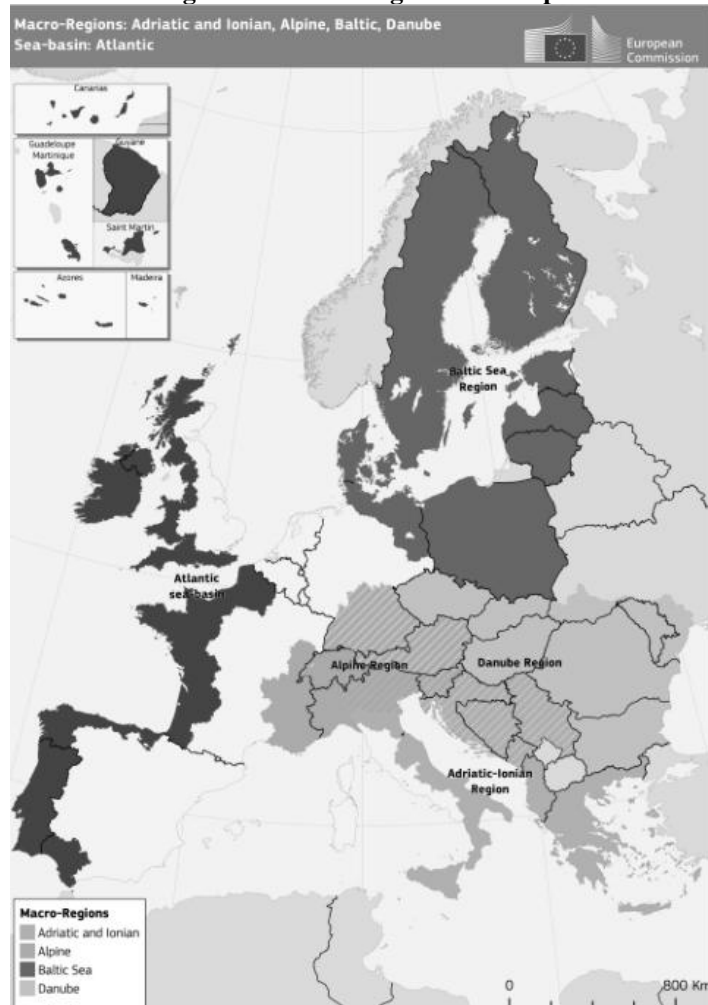 Macro-Regions: Adriatic and Ionian, Alpine, Baltic, Danube
Sea-basin: Atlantic
European
Commission
Canarias
Guadeloupe
Martinique
Guyane
Saint Martin
Azores
Madeira
Baltic Sea
Region
Atlantic
sea-basin
Alpine Region
Danube Region
Adriatic-Ionian
Region
Macro-Regions
Adriatic and Ionian
Alpine
Baltic Sea
Danube
0
800 Km